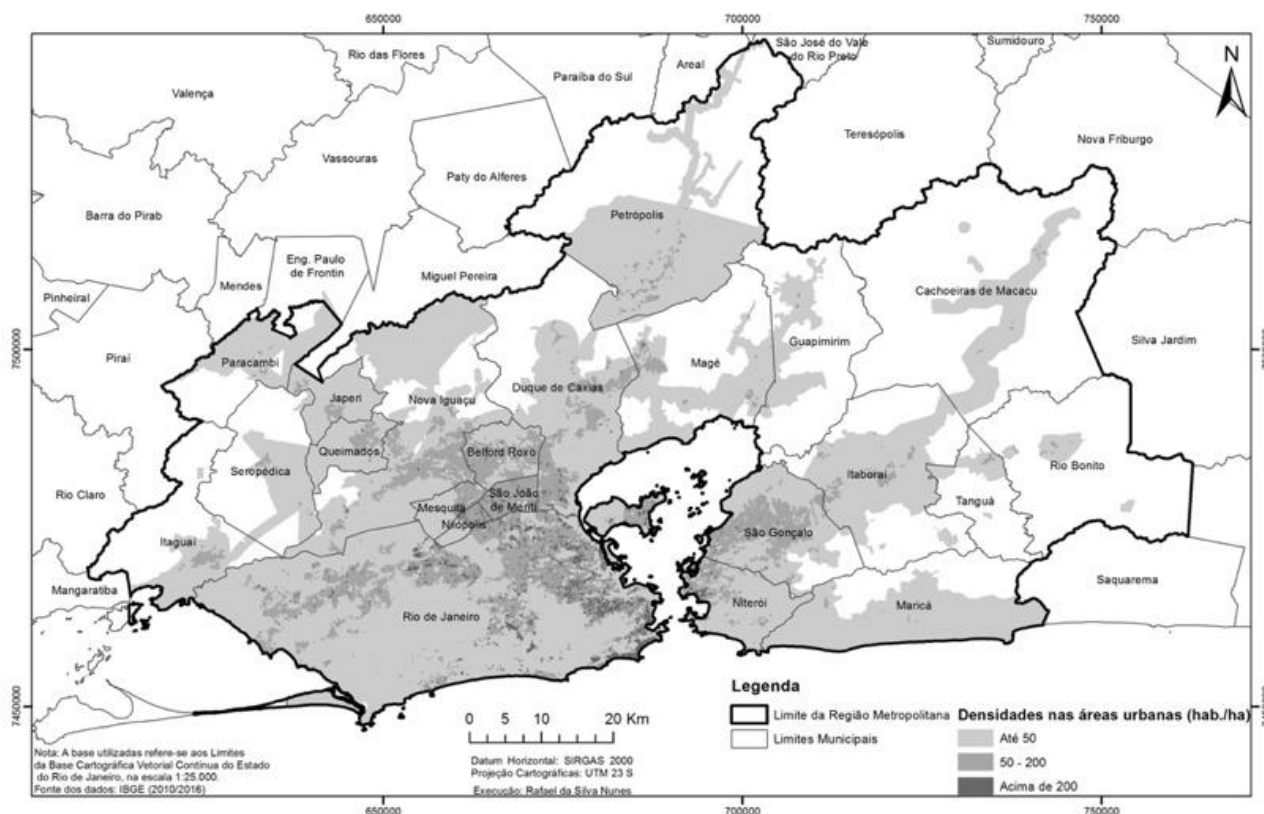 650000 700000 750000
Rio das Flores
São José do Vale
do Rio Preto
Sumidouro
N
Areal
Paraíba do Sul
Valença
Teresópolis
Nova Friburgo
Vassouras
Paty do Alferes
Barra do Pirab
Petrópolis
Eng. Paulo
de Frontin
Miguel Pereira
Mendes
Cachoeiras de Macacu
Pinheíral
7500000
Piraí
Paracambi
Magé
Guapimirim
Silva Jardim
Duque de Caxias
Japeri
Nova Iguaçu
Queimados
Belford Roxo
Seropédica
Rio Bonito
Itaboraí
Rio Claro
São João
de Meriti
Tanguá
Mesquita
Nilópolis
São Gonçalo
Itaguaí
Mangaratiba
Saquarema
Niterói
Maricá
Rio de Janeiro
Legenda
Limite da Região Metropolitana
Limites Municipais
Densidades nas áreas urbanas (hab./ha)
Até 50
50 - 200
Acima de 200
0 5 10 20 Km
Datum Horizontal: SIRGAS 2000
Projeção Cartográficas: UTM 23 S
Execução: Rafael da Silva Nunes
Nota: A base utilizadas refere-se aos Limites
da Base Cartográfica Vetorial Contínua do Estado
do Rio de Janeiro, na escala 1:25.000.
Fonte dos dados: IBGE (2010/2016)
650000 700000 750000